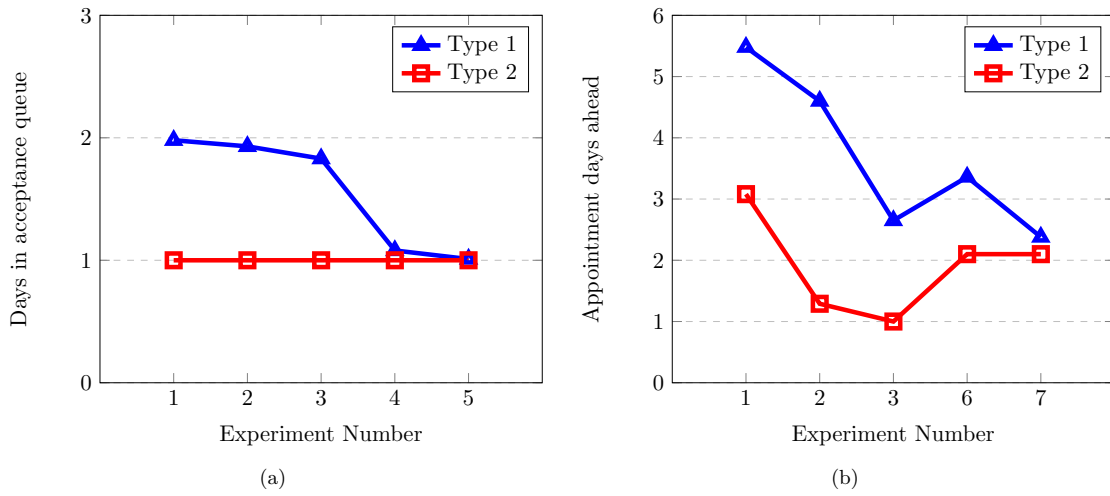 3
2
1
0
Days in acceptance queue
Type 1
Type 2
1 2 3 4 5
Experiment Number
(a)
6
5
4
3
2
1
0
Appointment days ahead
Type 1
Type 2
1 2 3 6 7
Experiment Number
(b)